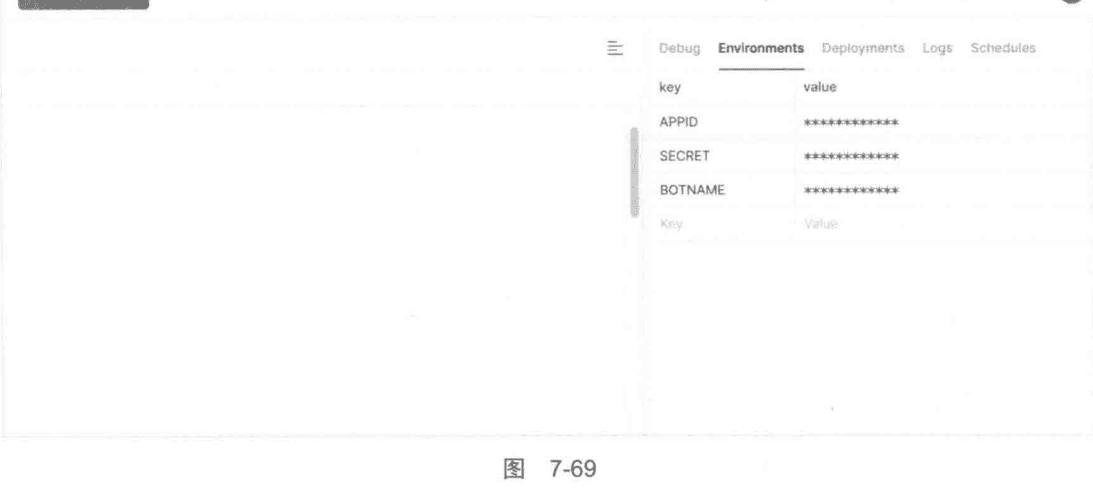 Debug Environments Deployments Logs Schedules
key value
APPID ************
SECRET ************
BOTNAME ************
Key Value
图 7-69